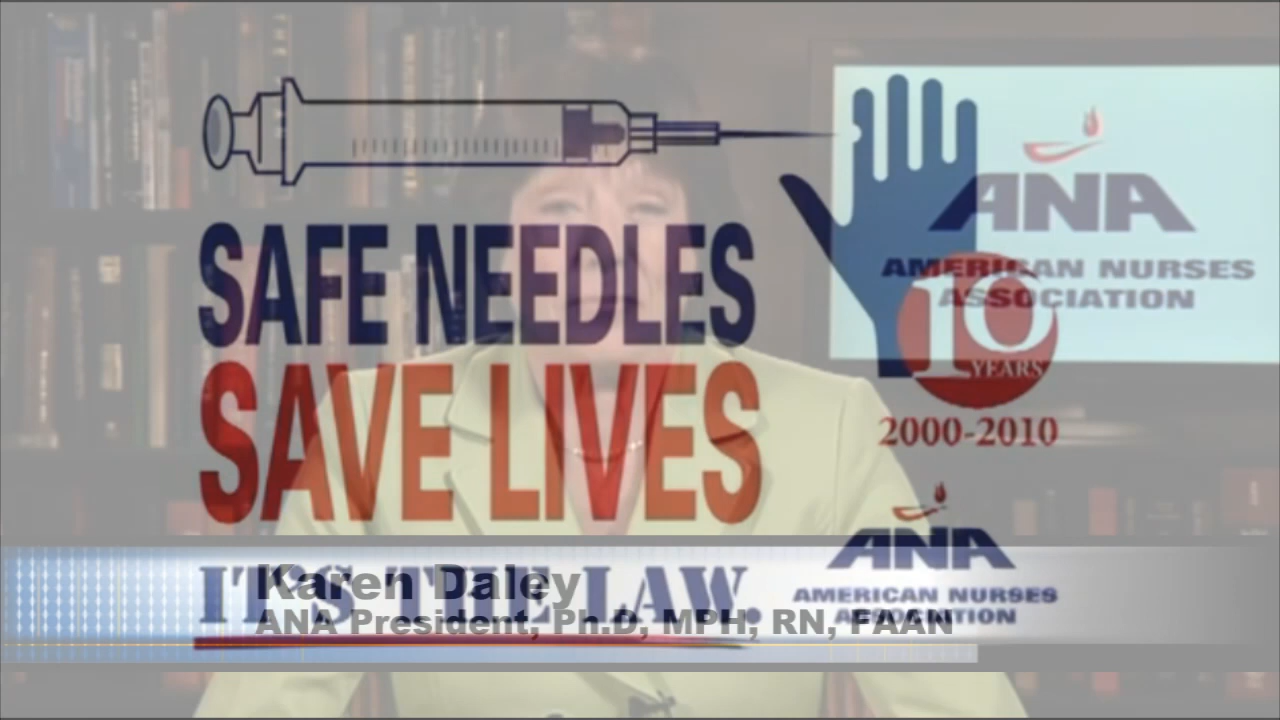 SAFE NEEDLES
SAVE LIVES
IT'S THE LAW.
ANA
AMERICAN NURSES
ASSOCIATION
10
YEARS
2000-2010
ANA
AMERICAN NURSES
ASSOCIATION
Karen Daley
ANA President, Ph.D, MPH, RN, FAAN